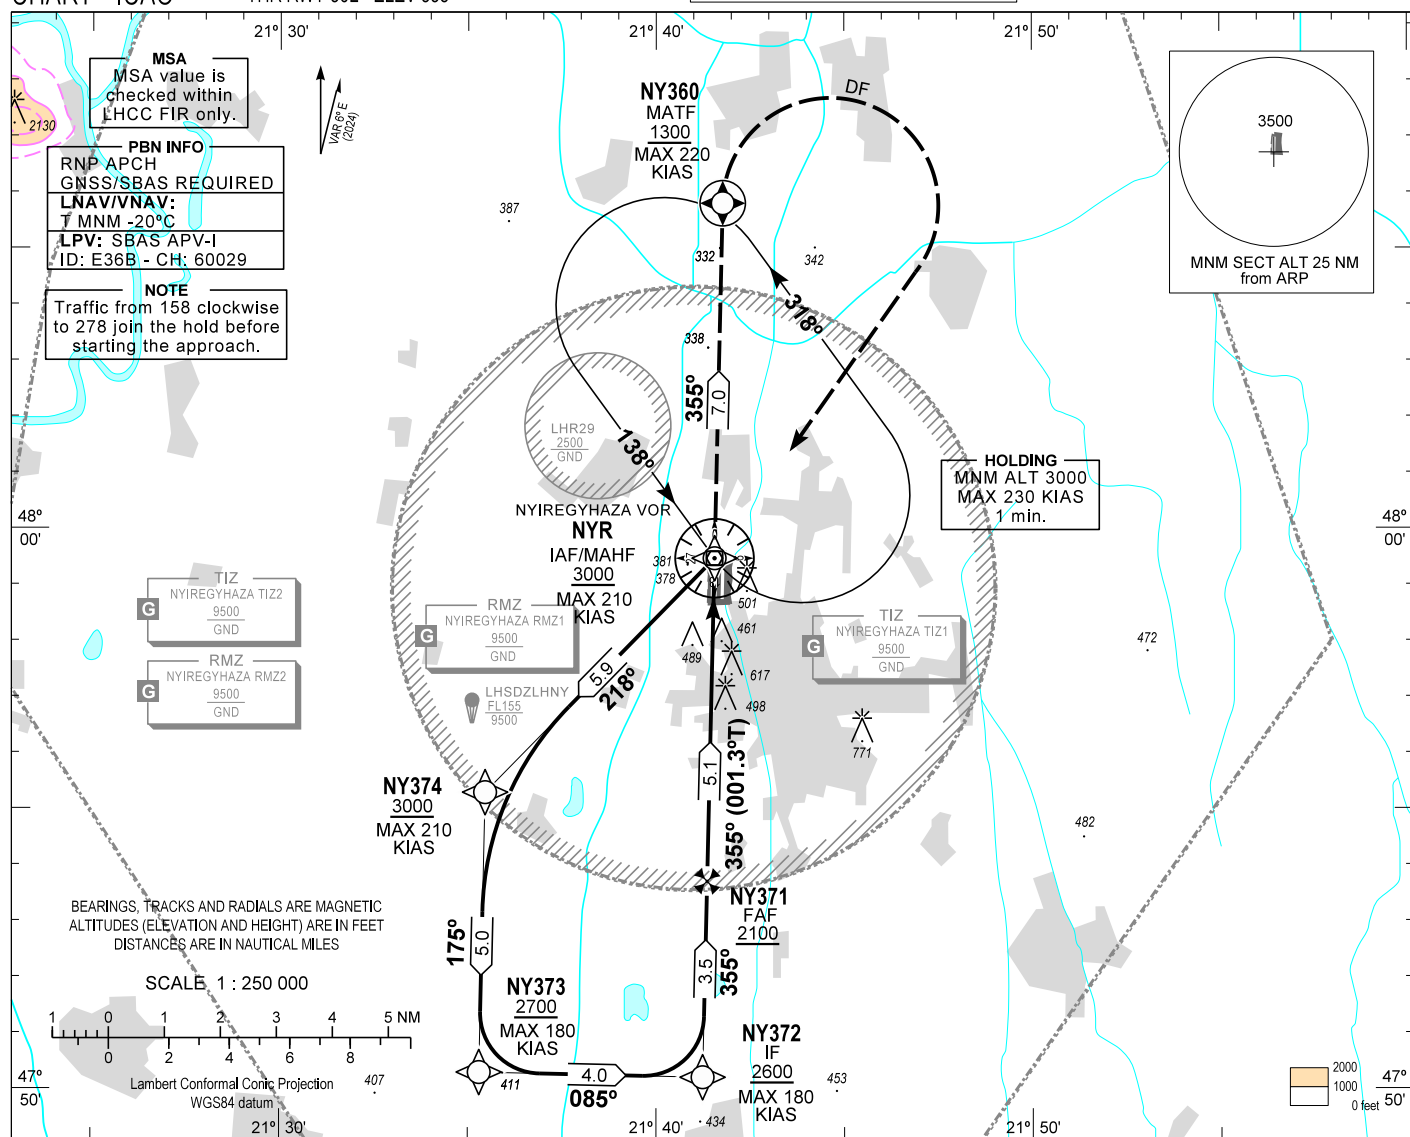 21° 30'
21° 40'
21° 50'
MSA
MSA value is
checked within
LHCC FIR only.
2130
VAR 6° E
(2024)
PBN INFO
RNP APCH
GNSS/SBAS REQUIRED
LNAV/VNAV:
T MNM -20°C
LPV: SBAS APV-I
ID: E36B - CH: 60029
NOTE
Traffic from 158 clockwise
to 278 join the hold before
starting the approach.
NY360
MATF
1300
MAX 220
KIAS
DF
3500
MNM SECT ALT 25 NM
from ARP
387
332
342
318°
338
355°
7.0
LHR29
2500
GND
138°
HOLDING
MNM ALT 3000
MAX 230 KIAS
1 min.
48°
00'
48°
00'
NYIREGYHAZA VOR
NYR
IAF/MAHF
3000
MAX 210
KIAS
381
378
501
461
489
617
498
771
472
482
TIZ
NYIREGYHAZA TIZ2
9500
GND
G
RMZ
NYIREGYHAZA RMZ2
9500
GND
G
RMZ
NYIREGYHAZA RMZ1
9500
GND
G
TIZ
NYIREGYHAZA TIZ1
9500
GND
G
LHSDZLHNY
FL155
9500
5.9
218°
5.1
355° (001.3°T)
NY374
3000
MAX 210
KIAS
NY371
FAF
2100
175°
5.0
3.5
355°
NY373
2700
MAX 180
KIAS
NY372
IF
2600
MAX 180
KIAS
4.0
085°
411
407
434
453
BEARINGS, TRACKS AND RADIALS ARE MAGNETIC
ALTITUDES (ELEVATION AND HEIGHT) ARE IN FEET
DISTANCES ARE IN NAUTICAL MILES
SCALE 1 : 250 000
1 0 1 2 3 4 5 NM
0 2 4 6 8
Lambert Conformal Conic Projection
WGS84 datum
47°
50'
47°
50'
2000
1000
0 feet
21° 30'
21° 40'
21° 50'